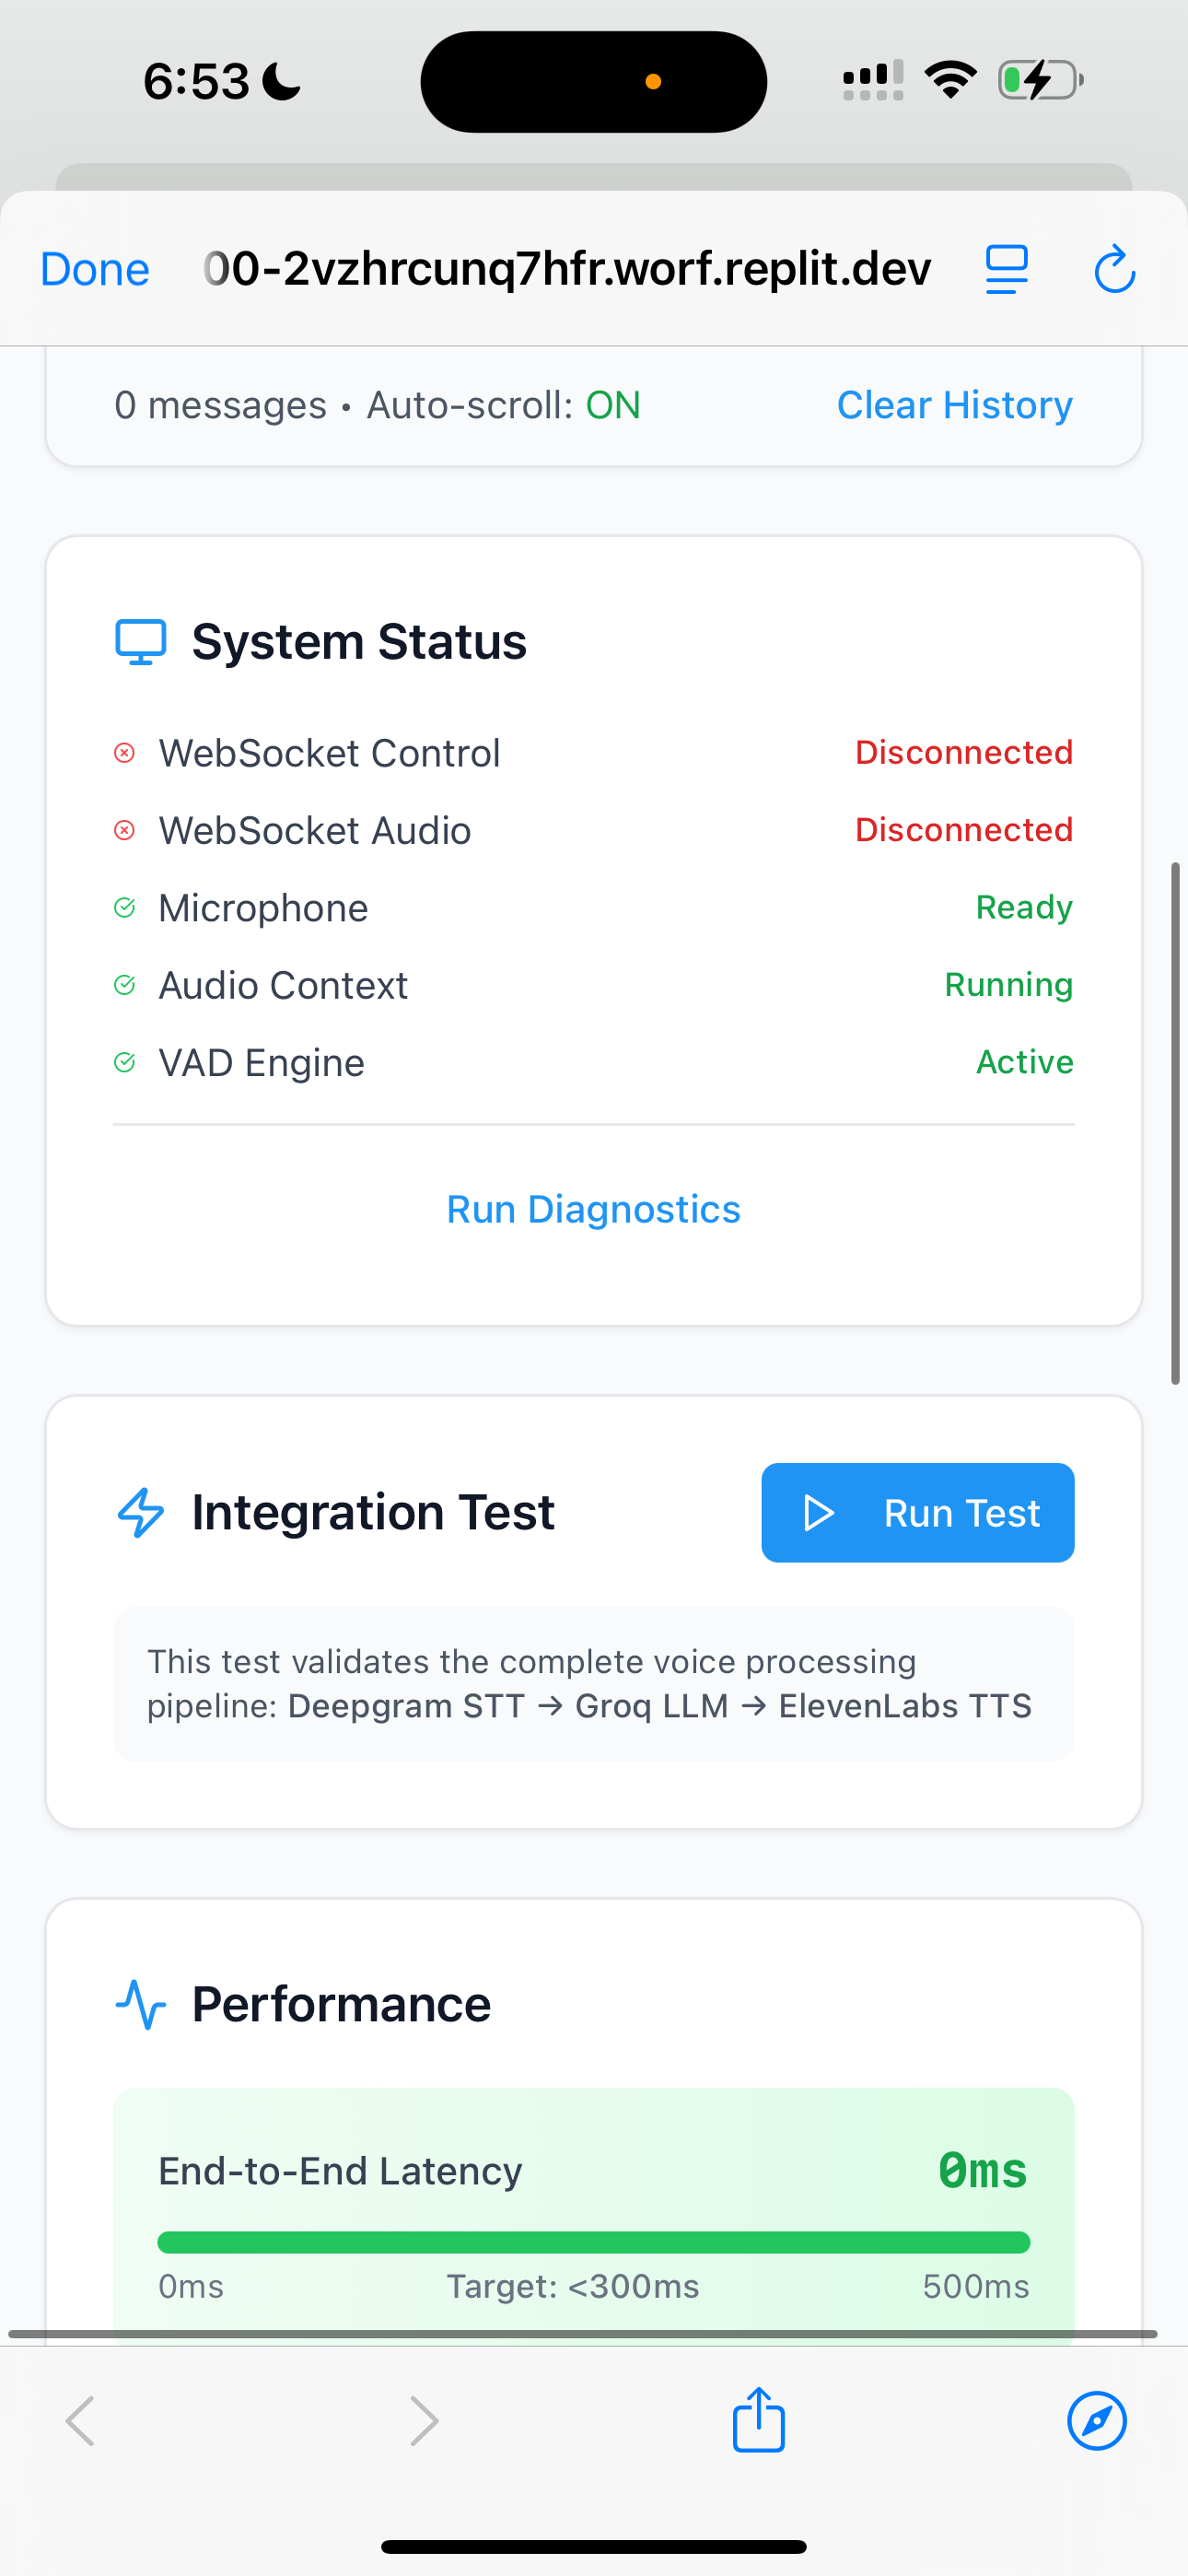 6:53
Done 00-2vzhrcunq7hfr.worf.replit.dev
0 messages • Auto-scroll: ON Clear History
System Status
WebSocket Control Disconnected
WebSocket Audio Disconnected
Microphone Ready
Audio Context Running
VAD Engine Active
Run Diagnostics
Integration Test Run Test
This test validates the complete voice processing
pipeline: Deepgram STT → Groq LLM → ElevenLabs TTS
Performance
End-to-End Latency 0ms
0ms Target: <300ms 500ms